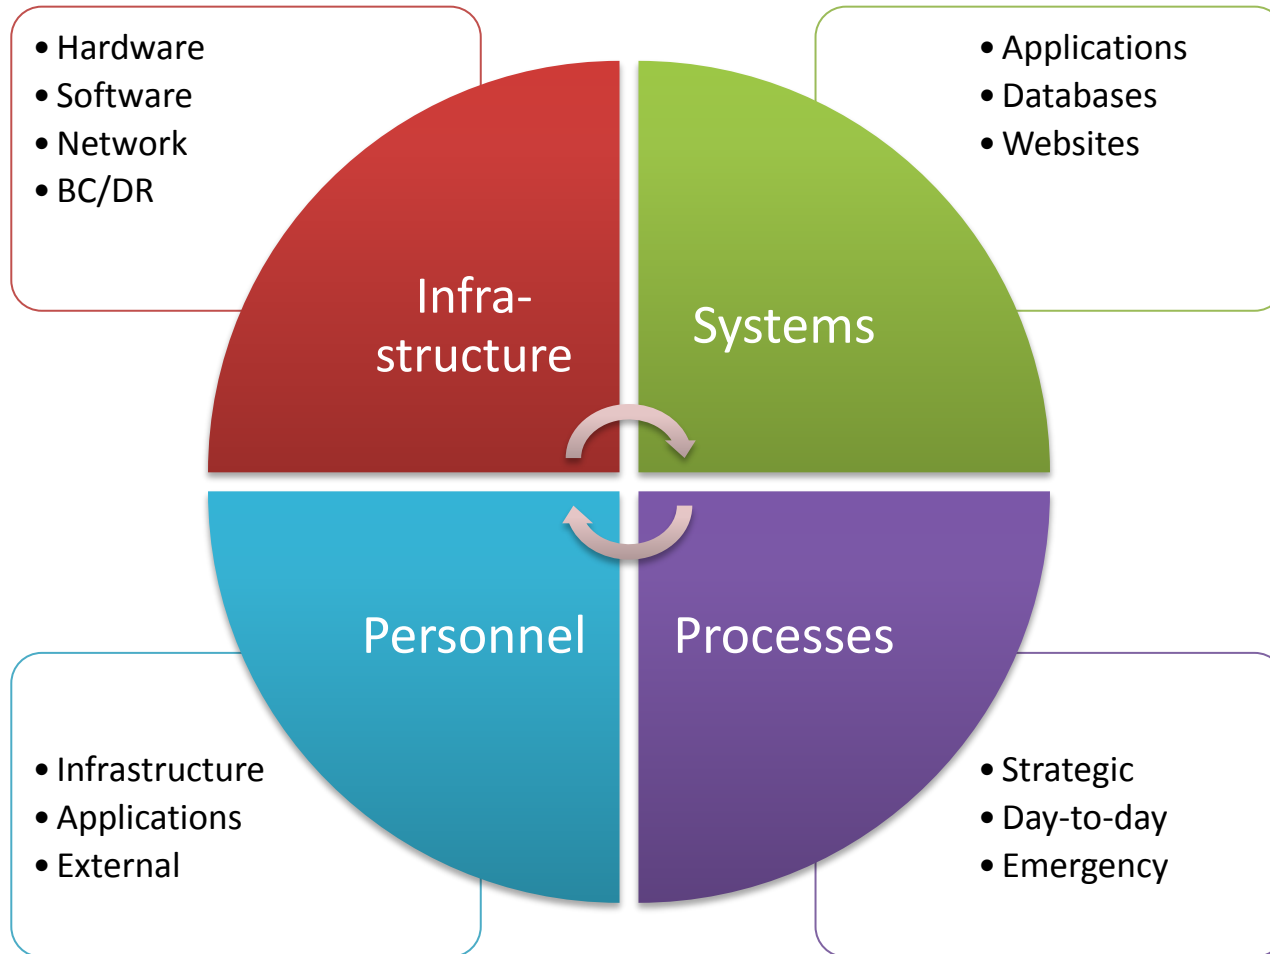 • Hardware
• Software
• Network
• BC/DR
• Applications
• Databases
• Websites
Infra-
structure
Systems
Personnel
Processes
• Infrastructure
• Applications
• External
• Strategic
• Day-to-day
• Emergency